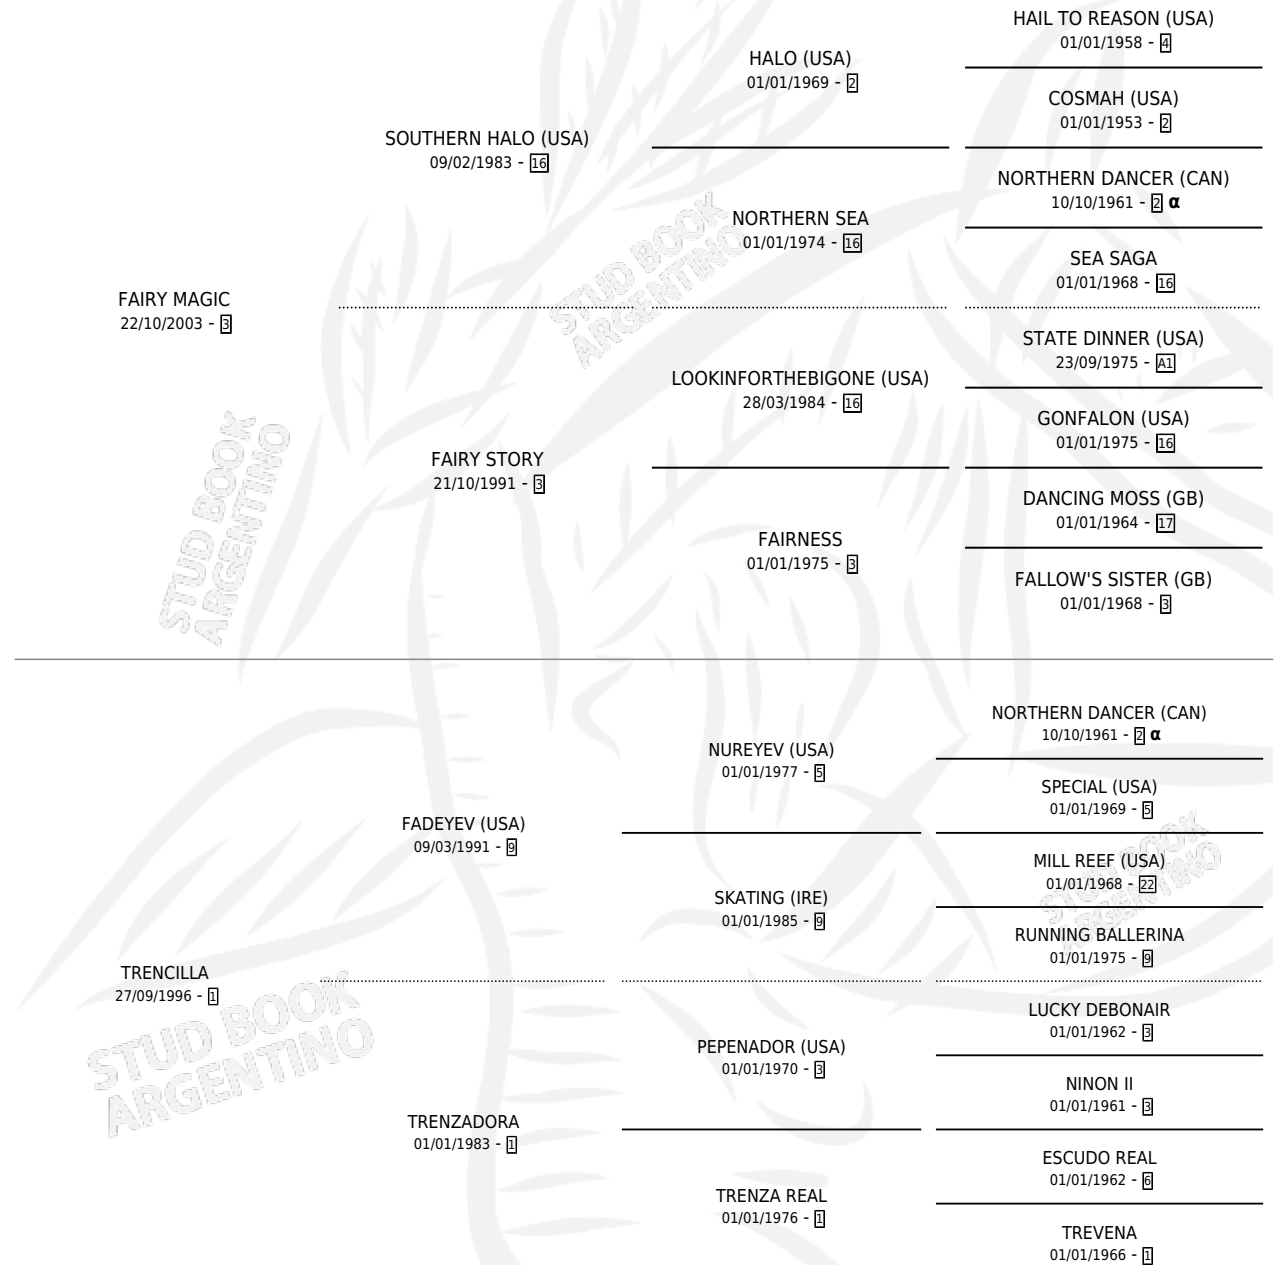 HAIL TO REASON (USA)
01/01/1958 - 4
HALO (USA)
01/01/1969 - 2
COSMAH (USA)
01/01/1953 - 2
SOUTHERN HALO (USA)
09/02/1983 - 16
NORTHERN DANCER (CAN)
10/10/1961 - 2 α
NORTHERN SEA
01/01/1974 - 16
SEA SAGA
01/01/1968 - 16
FAIRY MAGIC
22/10/2003 - 3
STATE DINNER (USA)
23/09/1975 - A1
LOOKINFORTHEBIGONE (USA)
28/03/1984 - 16
GONFALON (USA)
01/01/1975 - 16
FAIRY STORY
21/10/1991 - 3
DANCING MOSS (GB)
01/01/1964 - 17
FAIRNESS
01/01/1975 - 3
FALLOW'S SISTER (GB)
01/01/1968 - 3
NORTHERN DANCER (CAN)
10/10/1961 - 2 α
NUREYEV (USA)
01/01/1977 - 5
SPECIAL (USA)
01/01/1969 - 5
FADEYEV (USA)
09/03/1991 - 9
MILL REEF (USA)
01/01/1968 - 22
SKATING (IRE)
01/01/1985 - 9
RUNNING BALLERINA
01/01/1975 - 9
TRENCILLA
27/09/1996 - 1
LUCKY DEBONAIR
01/01/1962 - 3
PEPENADOR (USA)
01/01/1970 - 3
NINON II
01/01/1961 - 3
TRENZADORA
01/01/1983 - 1
ESCUDO REAL
01/01/1962 - 6
TRENZA REAL
01/01/1976 - 1
TREVENA
01/01/1966 - 1
STUD BOOK
ARGENTINO
STUD BOOK
ARGENTINO
STUD BOOK
ARGENTINO
STUD BOOK
ARGENTINO